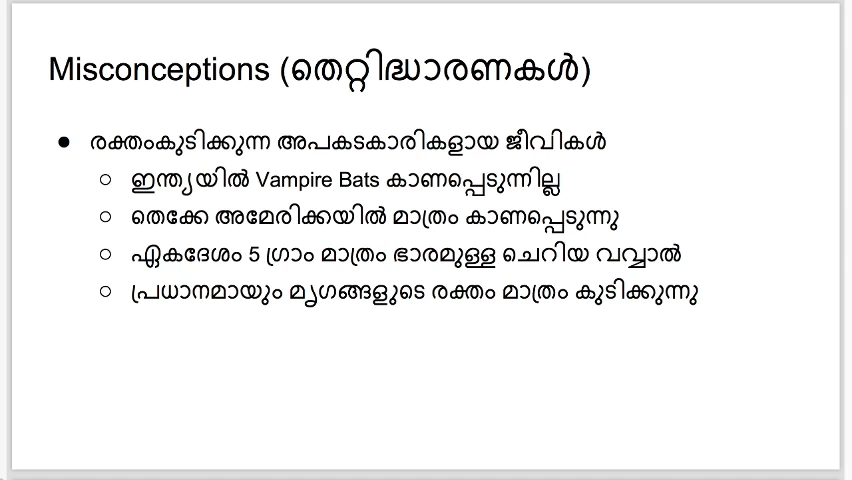 Misconceptions (തെറ്റിദ്ധാരണകൾ)
● രക്തംകുടിക്കുന്ന അപകടകാരികളായ ജീവികൾ
○ ഇന്ത്യയിൽ Vampire Bats കാണപ്പെടുന്നില്ല
○ തെക്കേ അമേരിക്കയിൽ മാത്രം കാണപ്പെടുന്നു
○ ഏകദേശം 5 ഗ്രാം മാത്രം ഭാരമുള്ള ചെറിയ വവ്വാൽ
○ പ്രധാനമായും മൃഗങ്ങളുടെ രക്തം മാത്രം കുടിക്കുന്നു